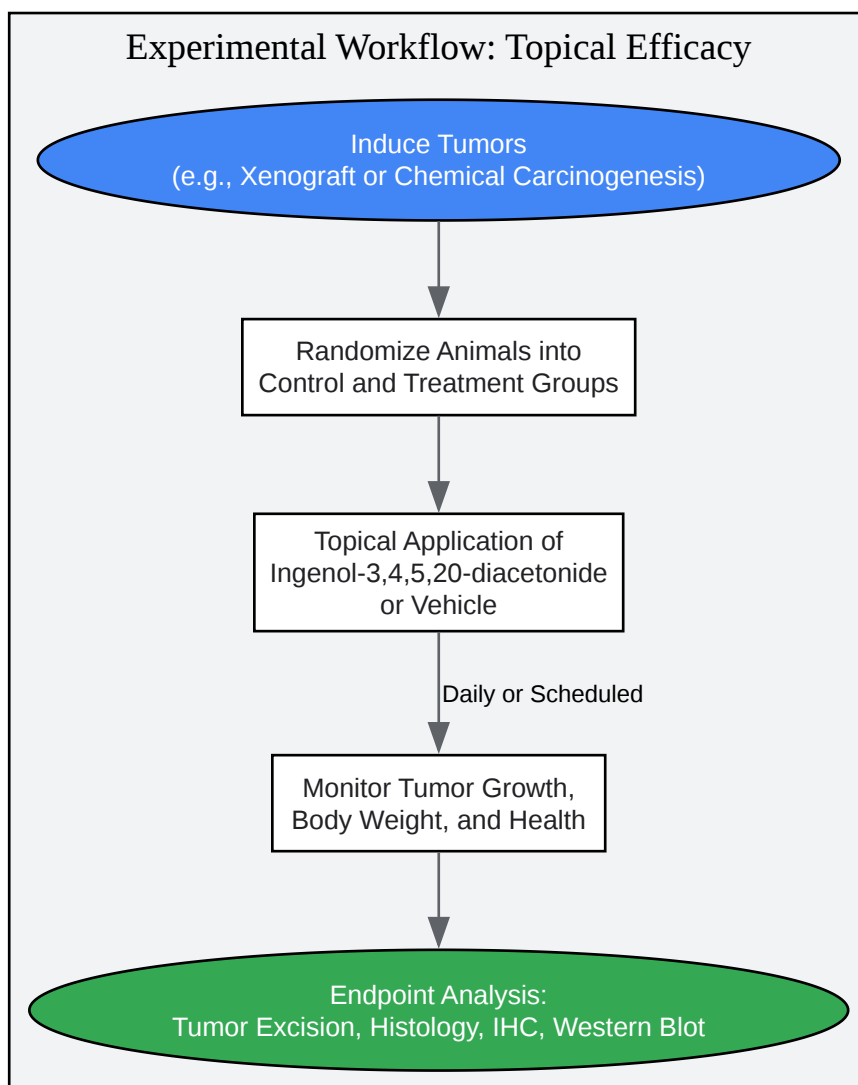 Experimental Workflow: Topical Efficacy
Induce Tumors
(e.g., Xenograft or Chemical Carcinogenesis)
Randomize Animals into
Control and Treatment Groups
Topical Application of
Ingenol-3,4,5,20-diacetonide
or Vehicle
Daily or Scheduled
Monitor Tumor Growth,
Body Weight, and Health
Endpoint Analysis:
Tumor Excision, Histology, IHC, Western Blot